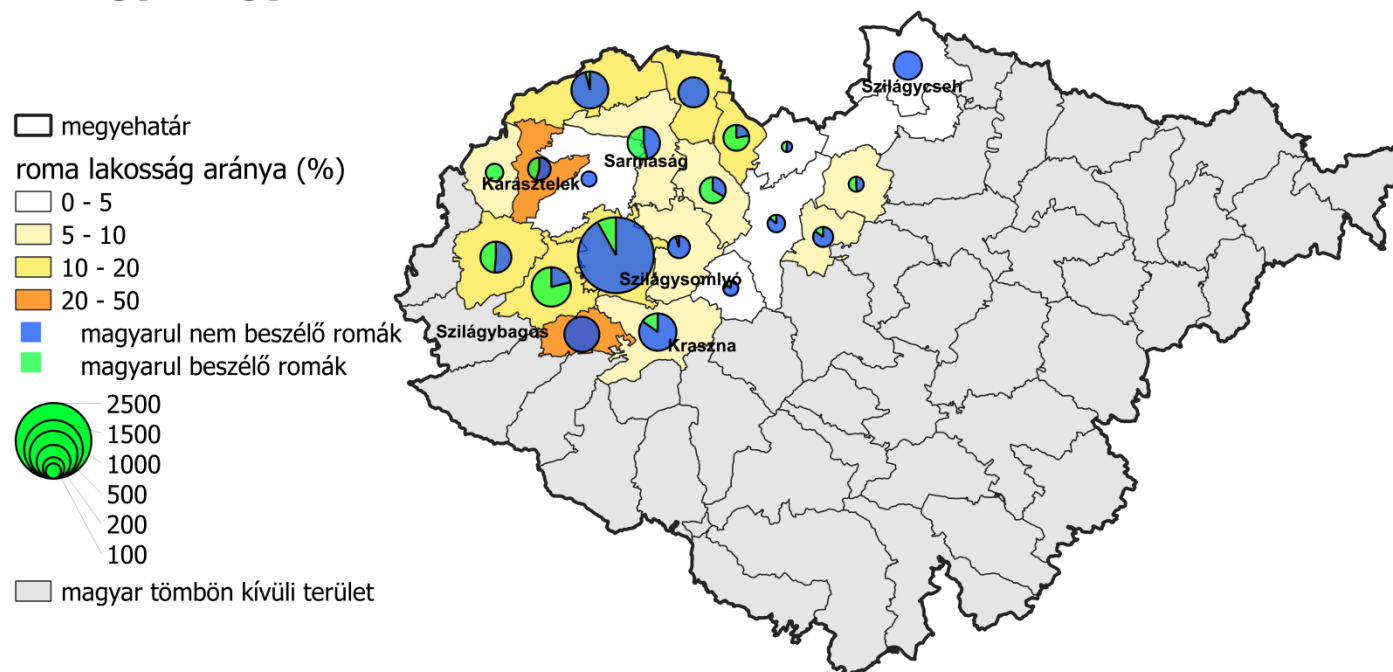 megyehatár
roma lakosság aránya (%)
0 - 5
5 - 10
10 - 20
20 - 50
magyarul nem beszélő romák
magyarul beszélő romák
2500
1500
1000
500
200
100
magyar tömbön kívüli terület
Szilágycseh
Sarmaság
Kárásztelek
Szilágysomlyó
Szilágybagos
Kraszna